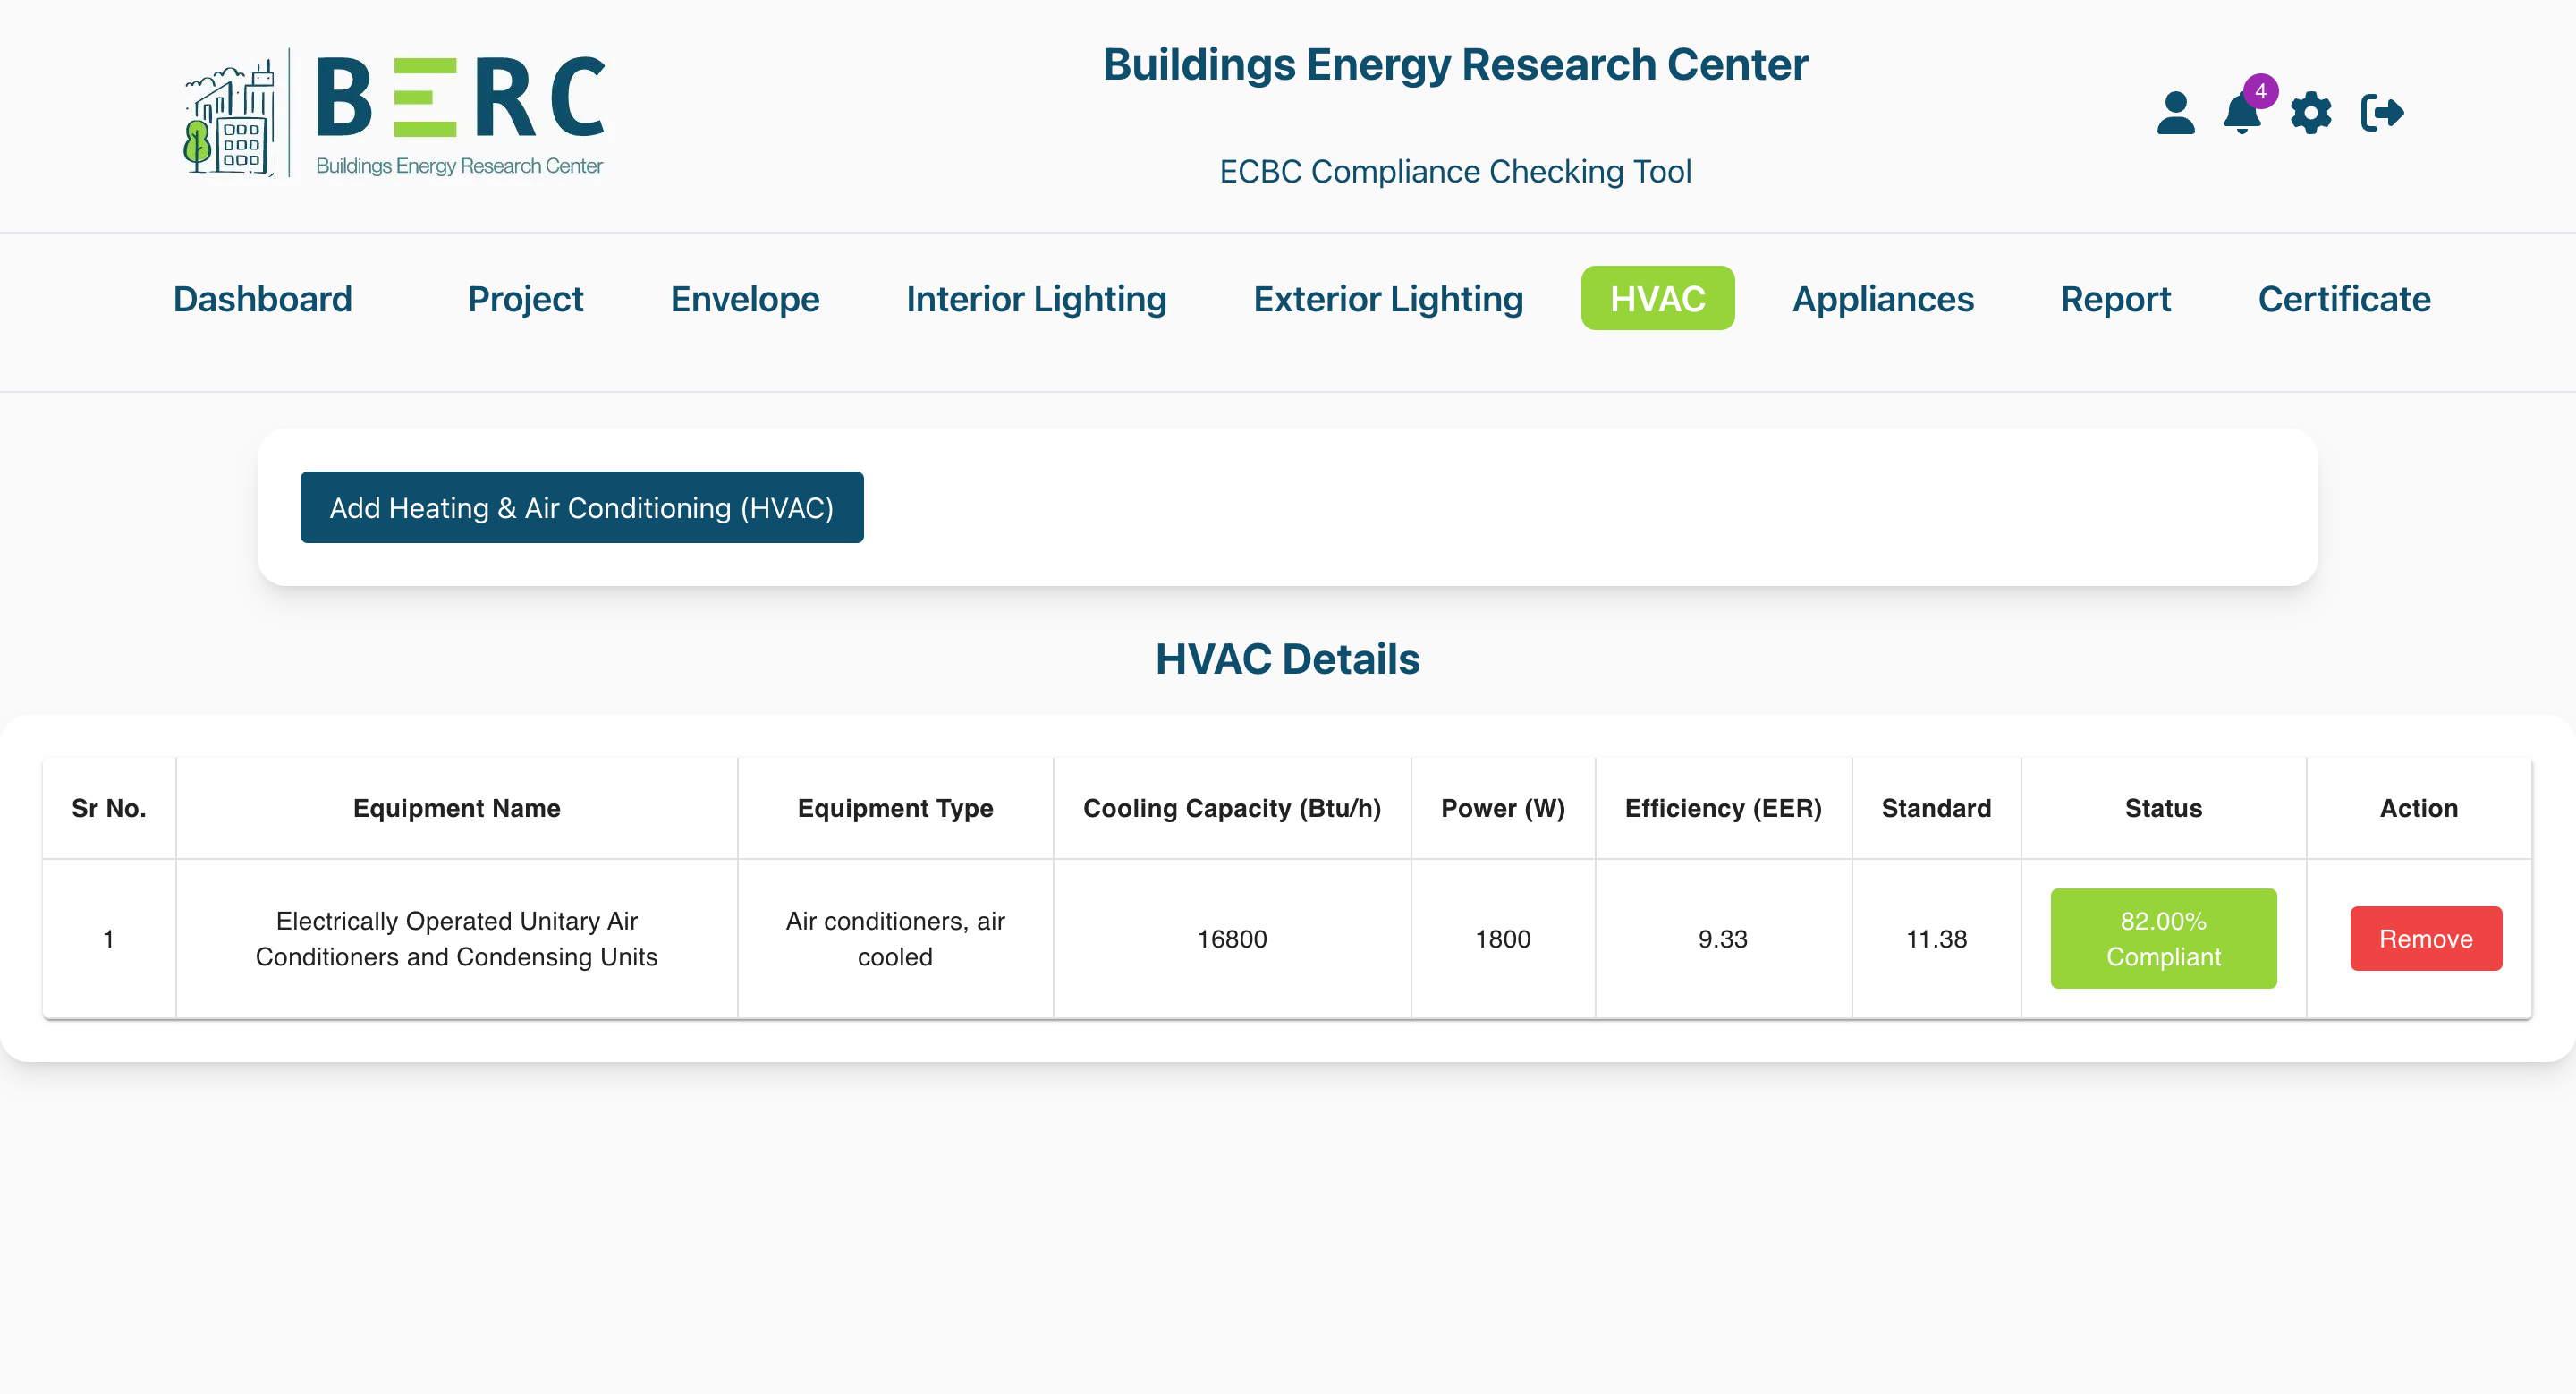 BERC
Buildings Energy Research Center
Buildings Energy Research Center
ECBC Compliance Checking Tool
4
Dashboard Project Envelope Interior Lighting Exterior Lighting HVAC Appliances Report Certificate
Add Heating & Air Conditioning (HVAC)
HVAC Details
Sr No. Equipment Name Equipment Type Cooling Capacity (Btu/h) Power (W) Efficiency (EER) Standard Status Action
1 Electrically Operated Unitary Air Conditioners and Condensing Units Air conditioners, air cooled 16800 1800 9.33 11.38 82.00% Compliant Remove